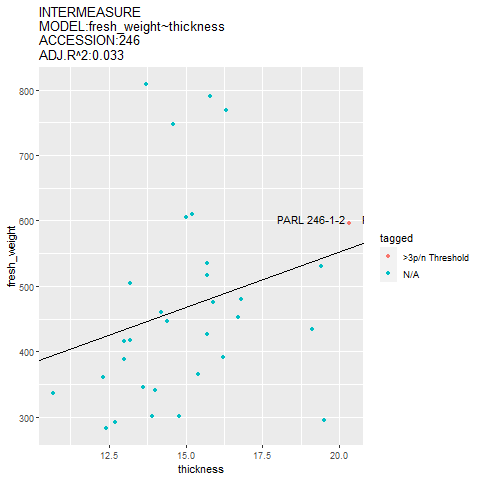 INTERMEASURE
MODEL:fresh_weight~thickness
ACCESSION:246
ADJ.R^2:0.033
800
700
600
500
400
300
fresh_weight
PARL 246-1-2
12.5 15.0 17.5 20.0
thickness
tagged
>3p/n Threshold
N/A